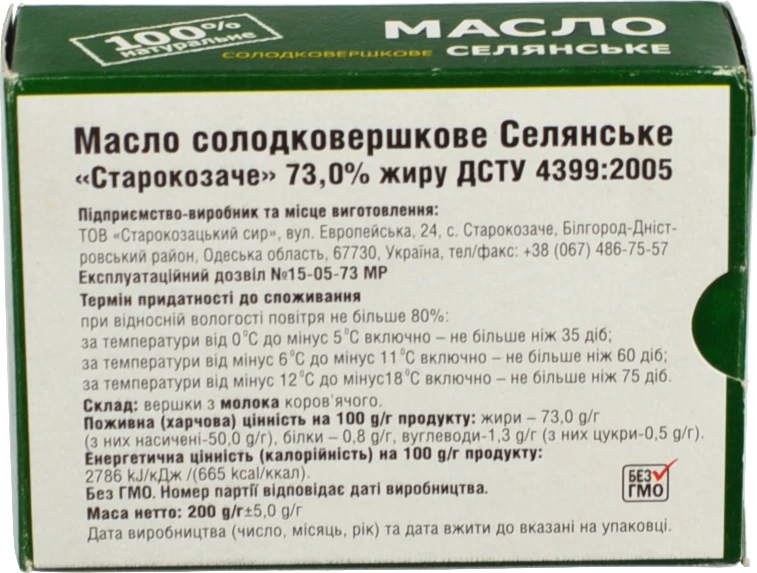 100%
натуральне
МАСЛО
СОЛОДКОВЕРШКОВЕ СЕЛЯНСЬКЕ
Масло солодковершкове Селянське
«Старокозаче» 73,0% жиру ДСТУ 4399:2005
Підприємство-виробник та місце виготовлення:
ТОВ «Старокозацький сир», вул. Европейська, 24, с. Старокозаче, Білгород-Дніст-
ровський район, Одеська область, 67730, Україна, тел/факс: +38 (067) 486-75-57
Експлуатаційний дозвіл №15-05-73 МР
Термін придатності до споживання
при відносній вологості повітря не більше 80%:
за температури від 0°С до мінус 5°С включно – не більше ніж 35 діб;
за температури від мінус 6°С до мінус 11°С включно – не більше ніж 60 діб;
за температури від мінус 12°С до мінус18°С включно – не більше ніж 75 діб.
Склад: вершки з молока коров'ячого.
Поживна (харчова) цінність на 100 g/г продукту: жири – 73,0 g/г
(з них насичені-50,0 g/г), білки – 0,8 g/г, вуглеводи-1,3 g/г (з них цукри-0,5 g/г).
Енергетична цінність (калорійність) на 100 g/г продукту:
2786 kJ/кДж /(665 kcal/ккал).
Без ГМО. Номер партії відповідає даті виробництва.
Маса нетто: 200 g/г±5,0 g/г
Дата виробництва (число, місяць, рік) та дата вжити до вказані на упаковці.
БЕЗ
ГМО